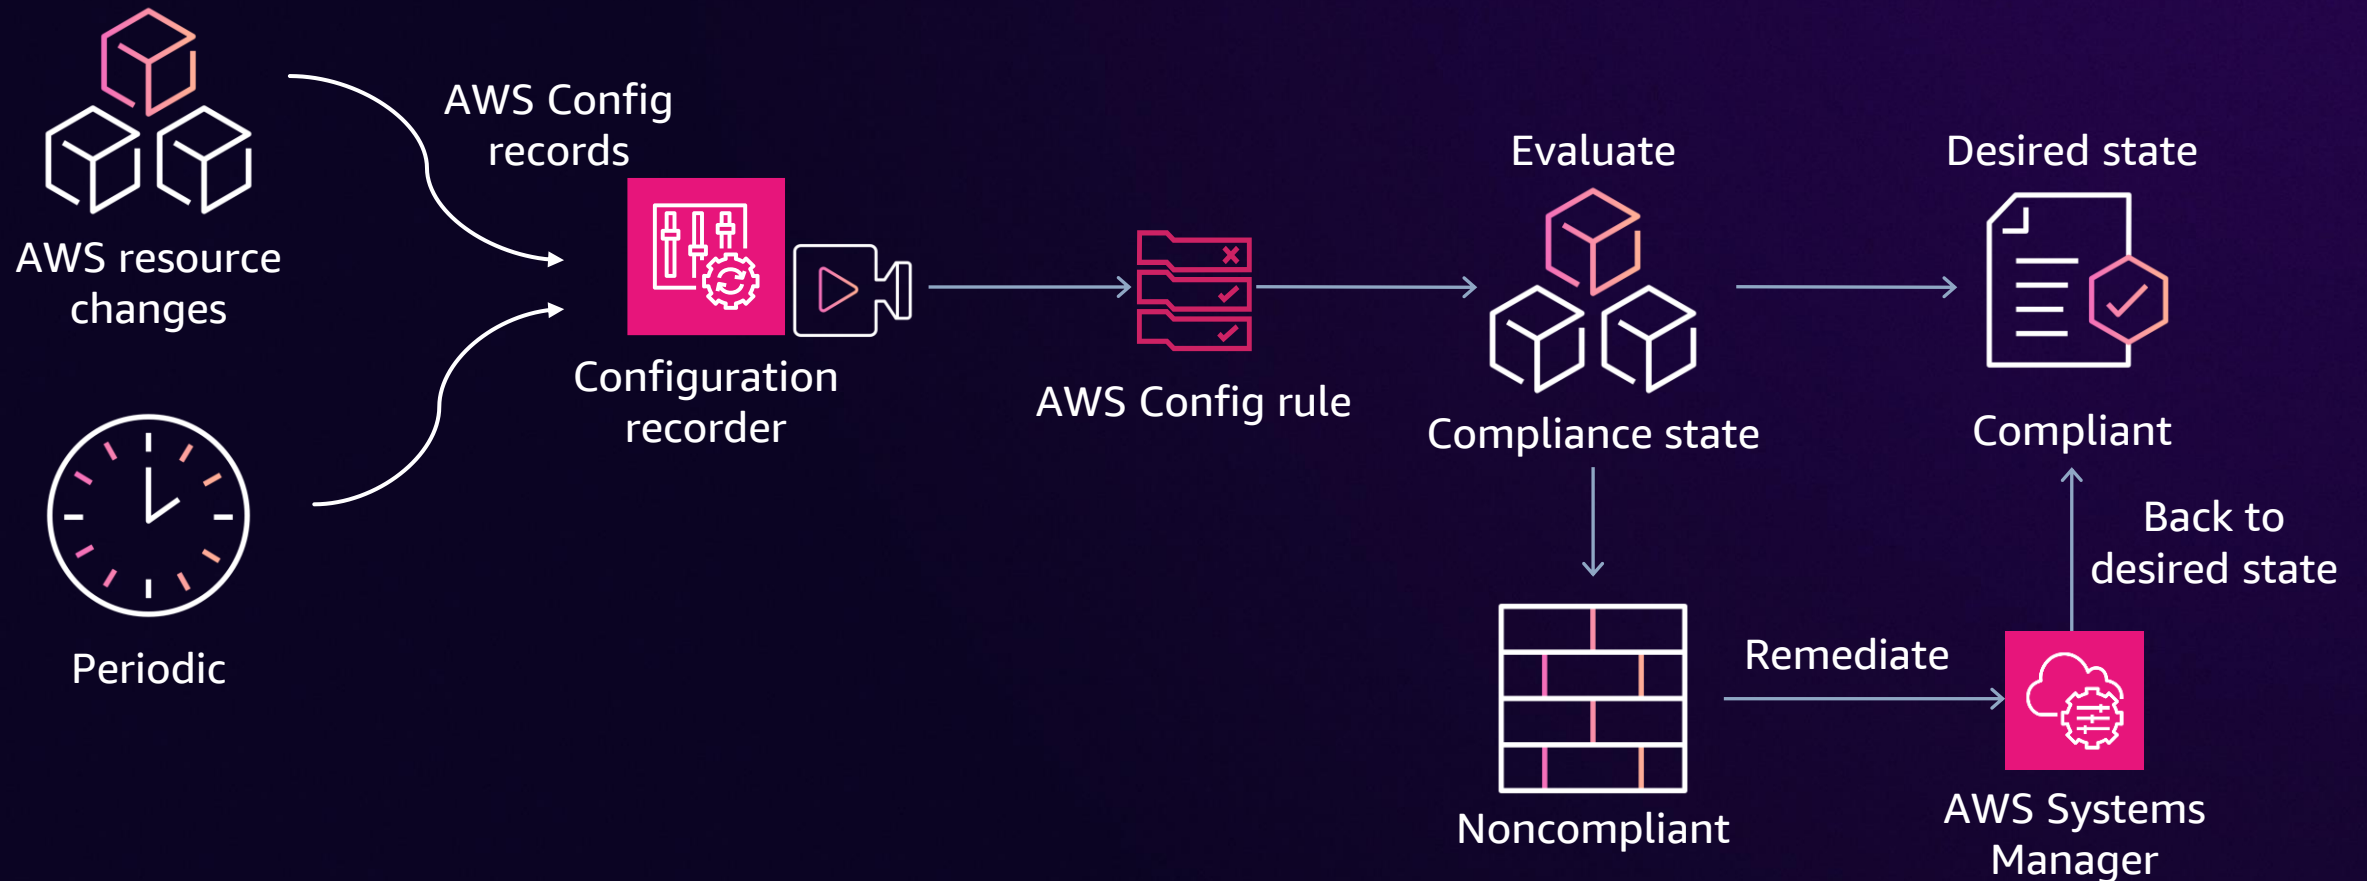 AWS resource
changes
Periodic
AWS Config
records
Configuration
recorder
AWS Config rule
Evaluate
Compliance state
Desired state
Compliant
Noncompliant
Remediate
AWS Systems
Manager
Back to
desired state